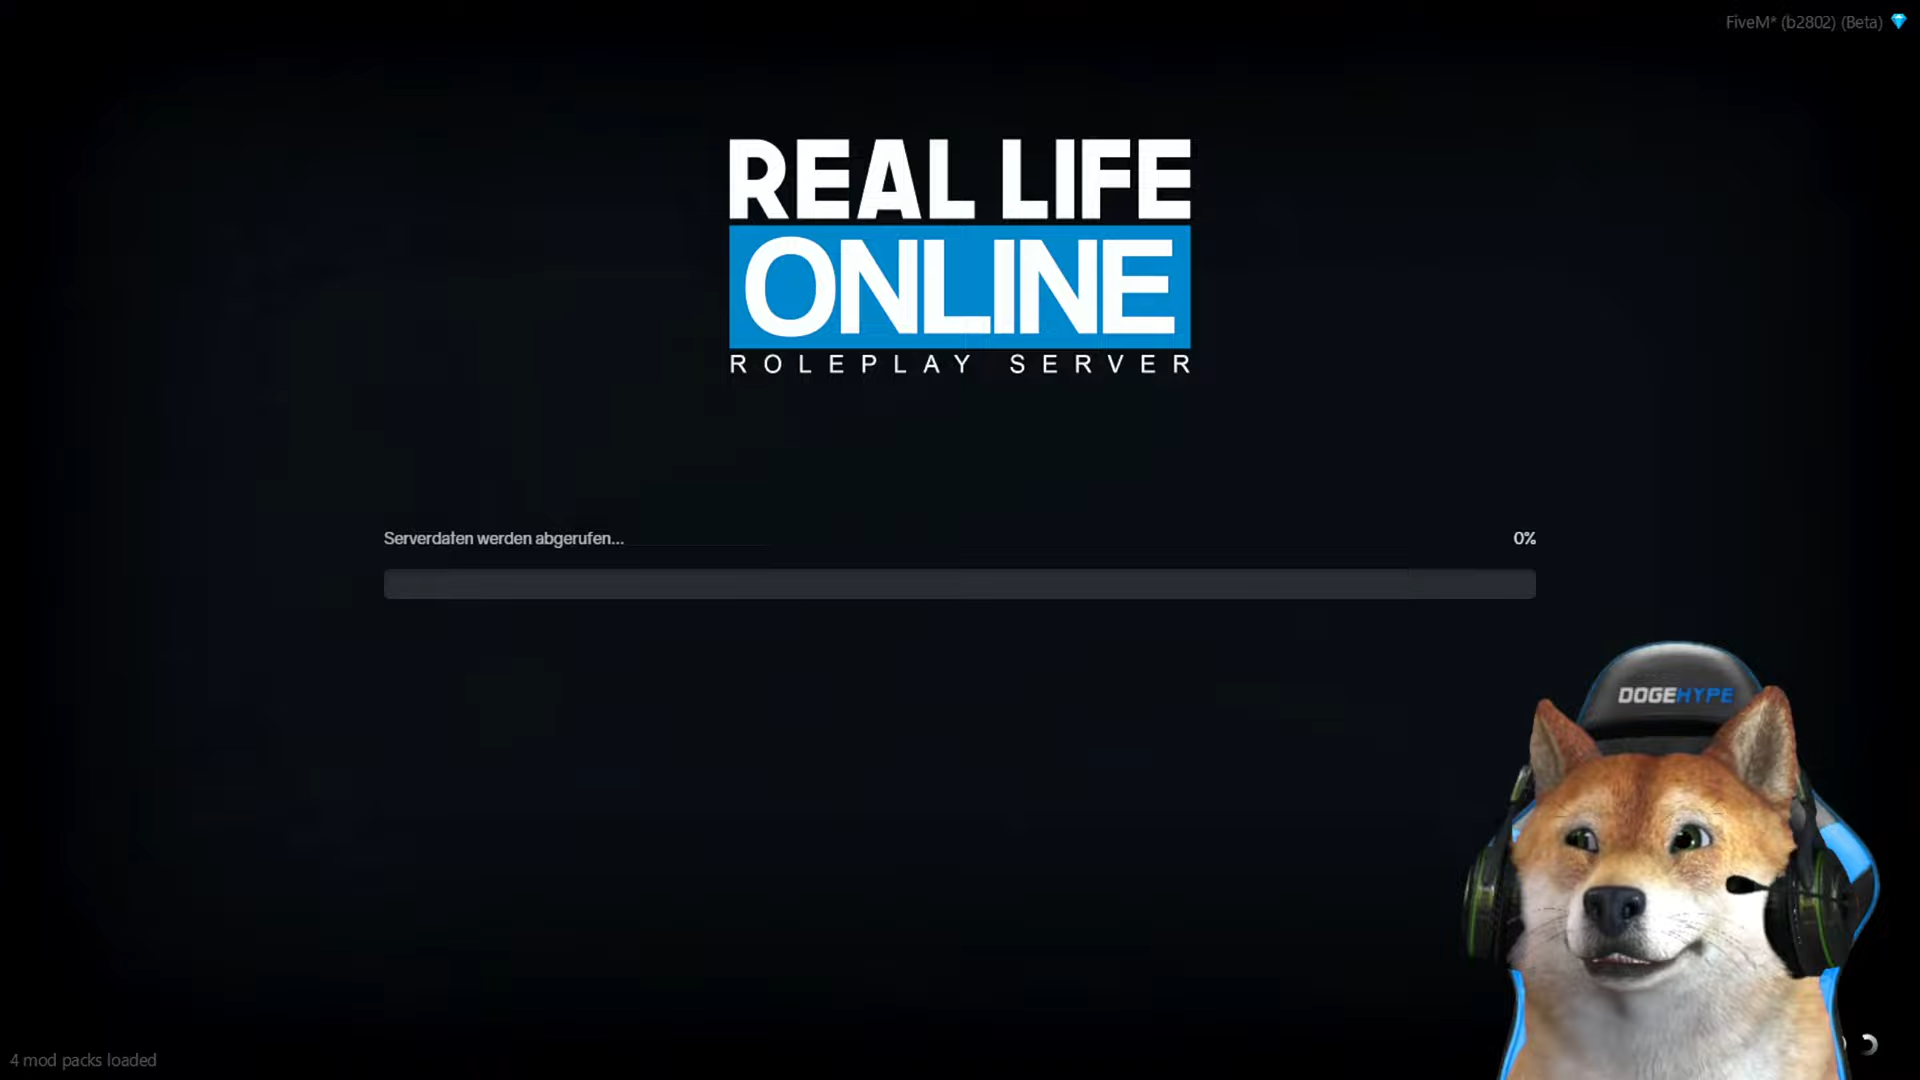 FiveM* (b2802) (Beta)
REAL LIFE
ONLINE
ROLEPLAY SERVER
Serverdaten werden abgerufen... 0%
DOGEHYPE
4 mod packs loaded